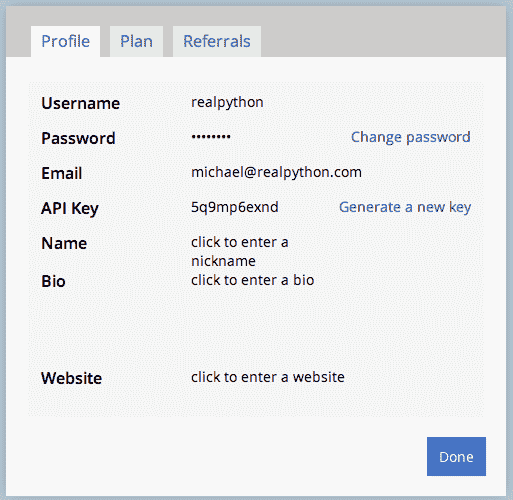 Profile Plan Referrals
Username realpython
Password •••••••• Change password
Email michael@realpython.com
API Key 5q9mp6exnd Generate a new key
Name click to enter a
nickname
Bio click to enter a bio
Website click to enter a website
Done